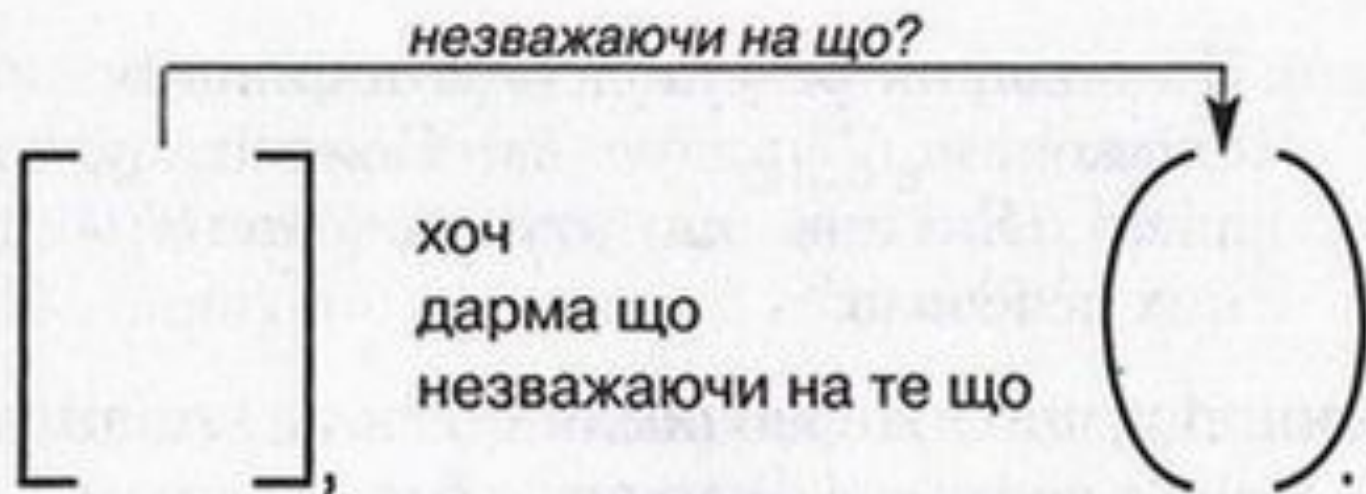 незважаючи на що?
хоч
дарма що
незважаючи на те що
,
.